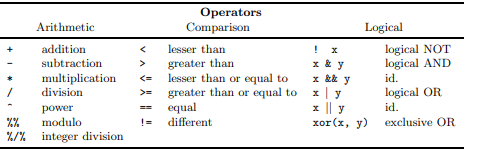 Operators
Arithmetic Comparison Logical
+ addition < lesser than ! x logical NOT
- subtraction > greater than x & y logical AND
* multiplication <= lesser than or equal to x && y id.
/ division >= greater than or equal to x | y logical OR
^ power == equal x || y id.
%% modulo != different xor(x, y) exclusive OR
%/% integer division